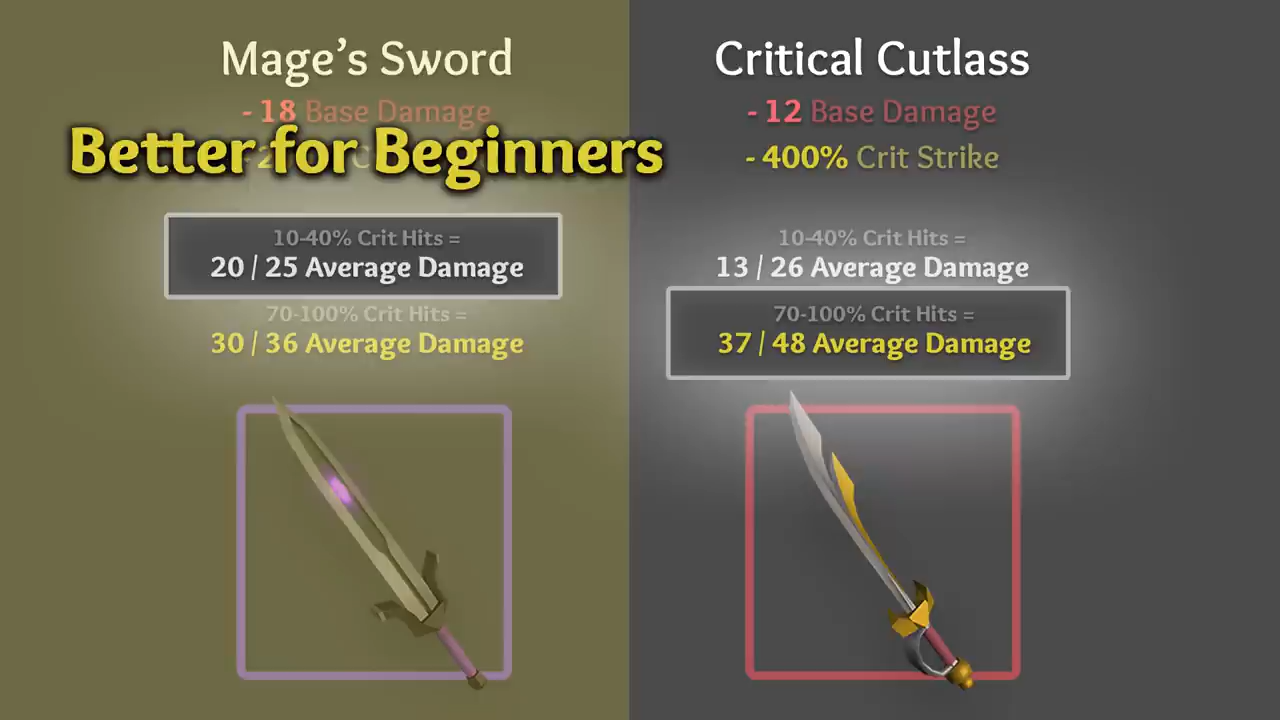 Mage's Sword
- 18 Base Damage
Better for Beginners
10-40% Crit Hits =
20 / 25 Average Damage
70-100% Crit Hits =
30 / 36 Average Damage
Critical Cutlass
- 12 Base Damage
- 400% Crit Strike
10-40% Crit Hits =
13 / 26 Average Damage
70-100% Crit Hits =
37 / 48 Average Damage